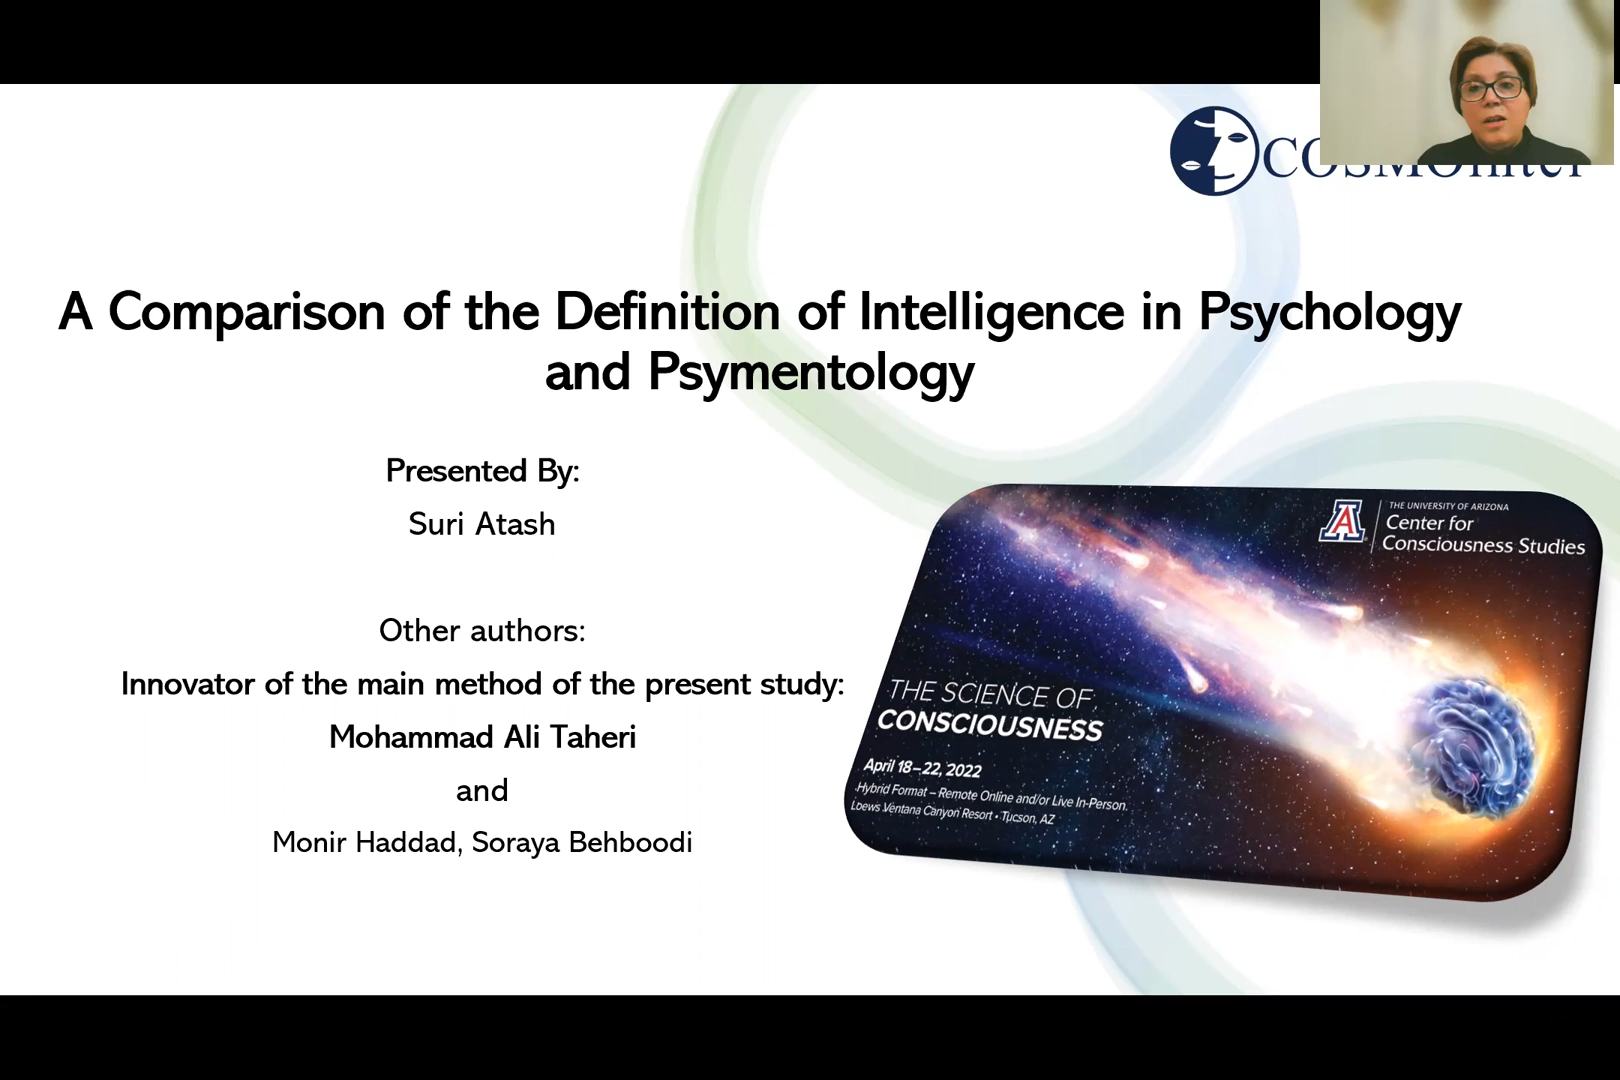 A Comparison of the Definition of Intelligence in Psychology
and Psymentology
Presented By:
Suri Atash
Other authors:
Innovator of the main method of the present study:
Mohammad Ali Taheri
and
Monir Haddad, Soraya Behboodi
THE UNIVERSITY OF ARIZONA
Center for
Consciousness Studies
THE SCIENCE OF
CONSCIOUSNESS
April 18–22, 2022
Hybrid Format – Remote Online and/or Live In-Person.
Loews Ventana Canyon Resort • Tucson, AZ